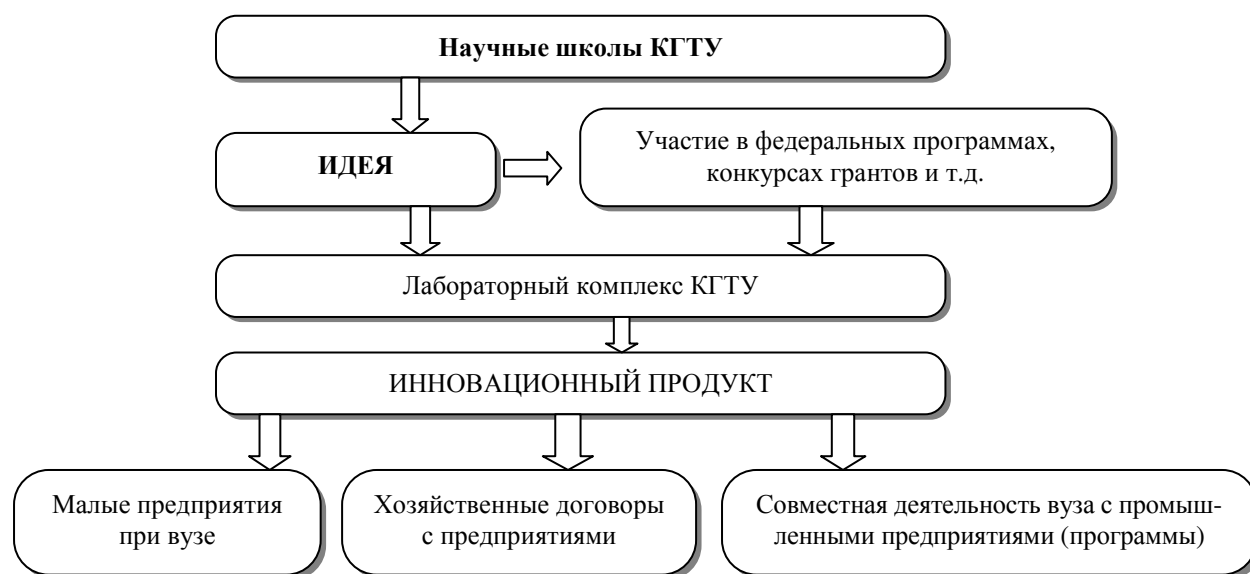 Научные школы КГТУ
ИДЕЯ
Участие в федеральных программах,
конкурсах грантов и т.д.
Лабораторный комплекс КГТУ
ИННОВАЦИОННЫЙ ПРОДУКТ
Малые предприятия
при вузе
Хозяйственные договоры
с предприятиями
Совместная деятельность вуза с промыш-
ленными предприятиями (программы)